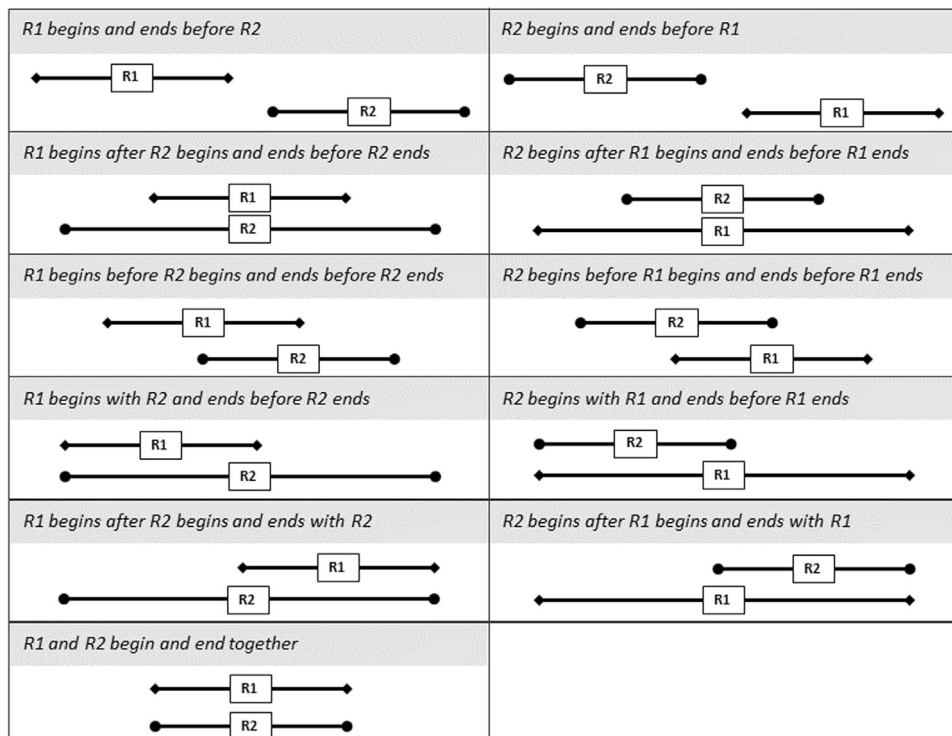 R1 begins and ends before R2
R1
R2
R2 begins and ends before R1
R2
R1
R1 begins after R2 begins and ends before R2 ends
R1
R2
R2 begins after R1 begins and ends before R1 ends
R2
R1
R1 begins before R2 begins and ends before R2 ends
R1
R2
R2 begins before R1 begins and ends before R1 ends
R2
R1
R1 begins with R2 and ends before R2 ends
R1
R2
R2 begins with R1 and ends before R1 ends
R2
R1
R1 begins after R2 begins and ends with R2
R1
R2
R2 begins after R1 begins and ends with R1
R2
R1
R1 and R2 begin and end together
R1
R2